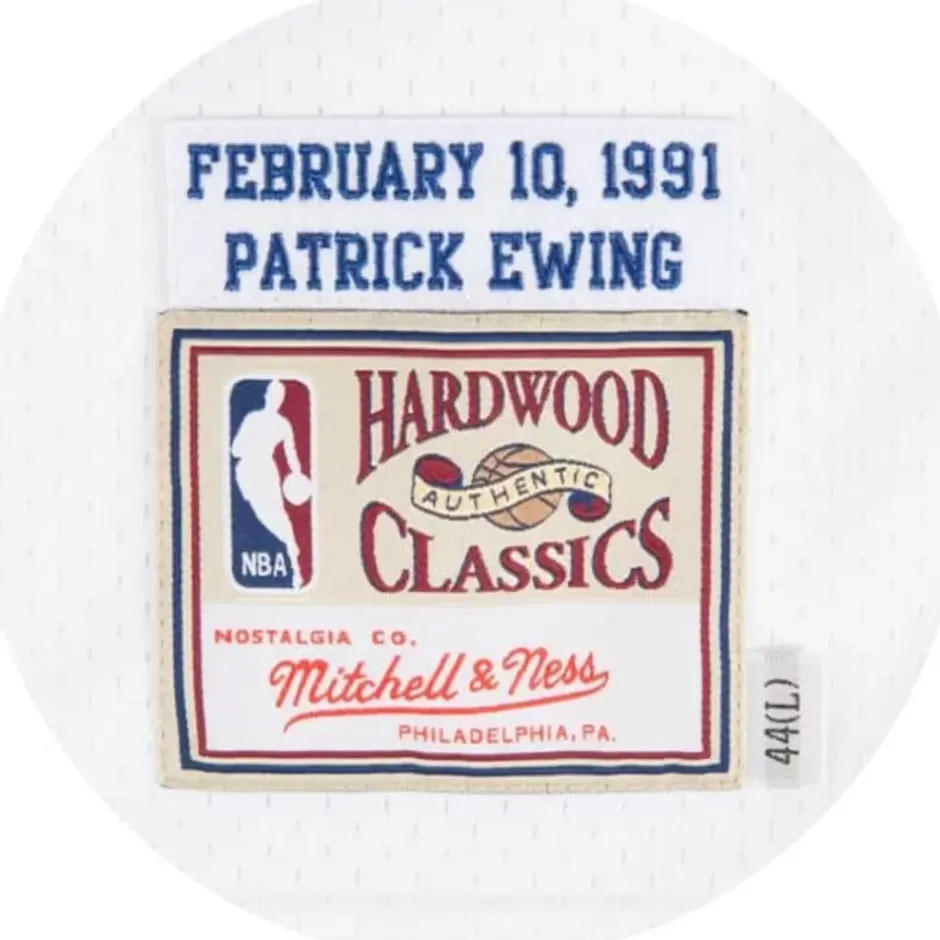 FEBRUARY 10, 1991
PATRICK EWING
HARDWOOD
AUTHENTIC
CLASSICS
NBA
NOSTALGIA CO.
Mitchell & Ness
PHILADELPHIA, PA.
44(L)